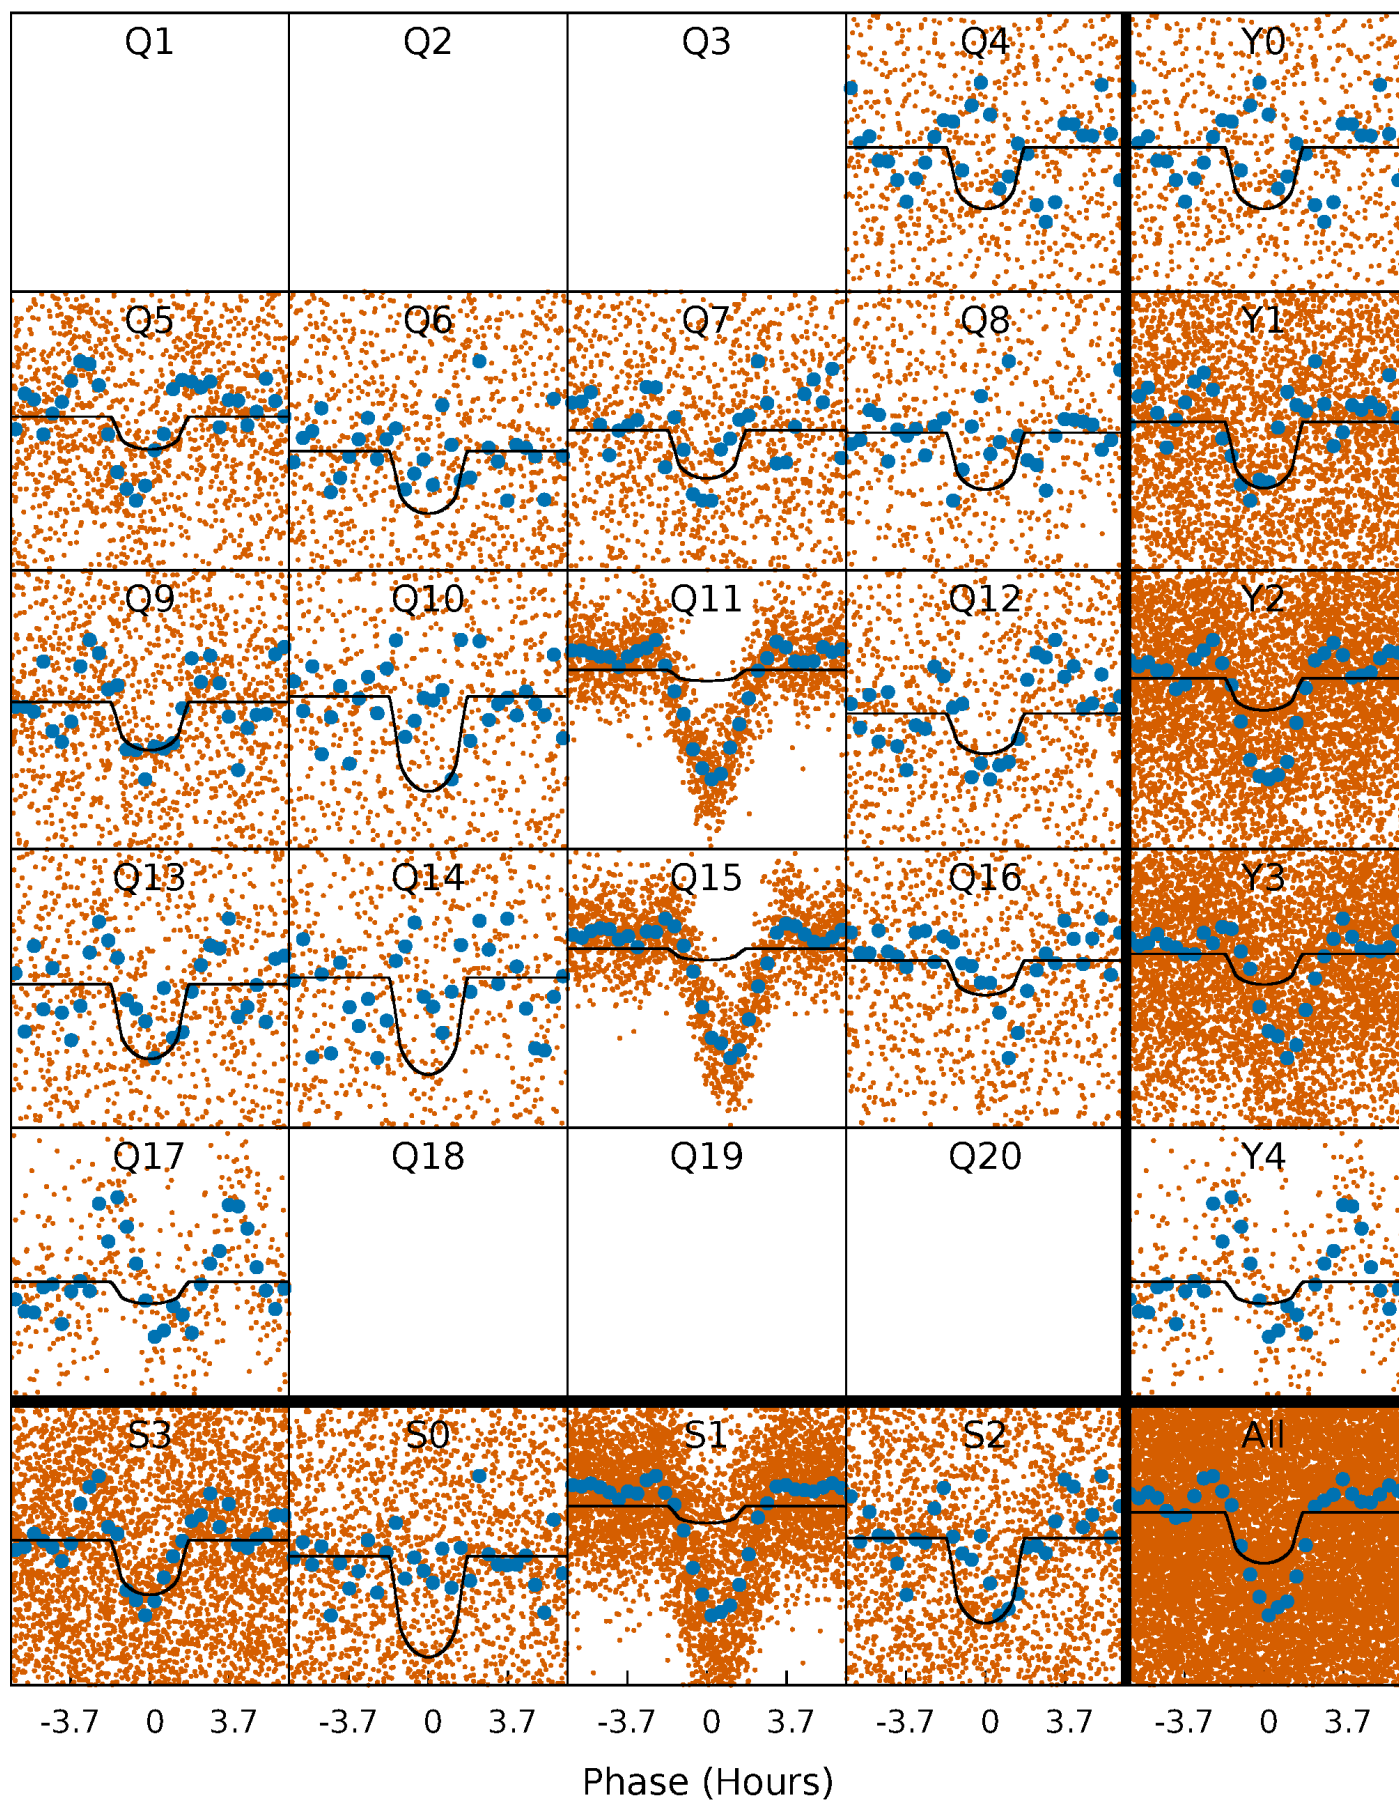 Q1 Q2 Q3 Q4 Y0
Q5 Q6 Q7 Q8 Y1
Q9 Q10 Q11 Q12 Y2
Q13 Q14 Q15 Q16 Y3
Q17 Q18 Q19 Q20 Y4
S3 S0 S1 S2 All
-3.7 0 3.7 -3.7 0 3.7 -3.7 0 3.7 -3.7 0 3.7 -3.7 0 3.7
Phase (Hours)